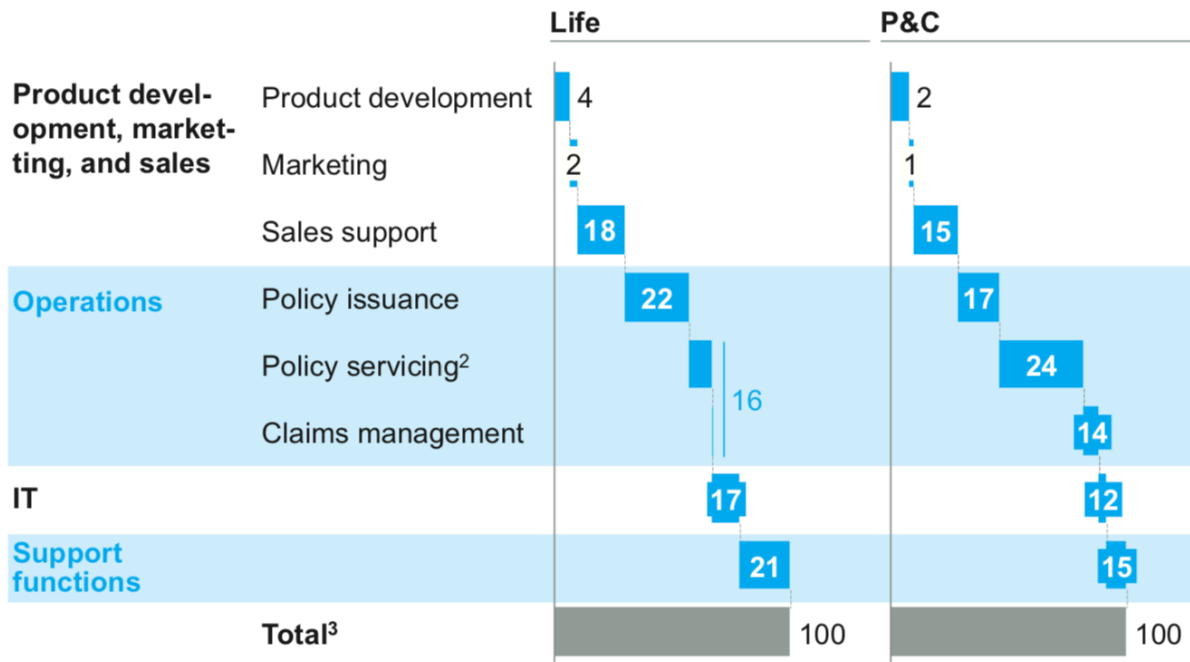 Life P&C
Product devel-
opment, market-
ting, and sales
Product development 4 2
Marketing 2 1
Sales support 18 15
Operations Policy issuance 22 17
Policy servicing² 24
16
Claims management 14
IT 17 12
Support
functions
21 15
Total³ 100 100